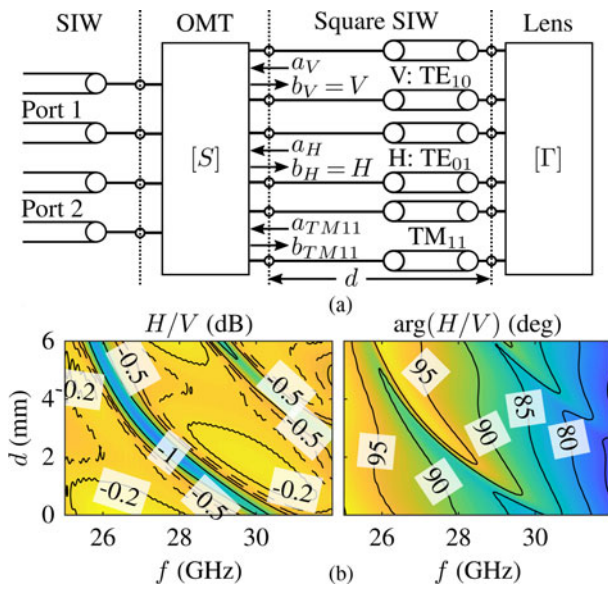 SIW OMT Square SIW Lens
Port 1
Port 2
[S]
a_V
b_V = V
V: TE_10
a_H
b_H = H
H: TE_01
a_TM11
b_TM11
TM_11
[Γ]
d
(a)
H/V (dB) arg(H/V) (deg)
d (mm)
6
4
2
0
-0.2
-0.5
-0.5
-0.5
-1
-0.2
-0.2
-0.5
95
95
90
90
85
80
26 28 30 26 28 30
f (GHz) (b) f (GHz)